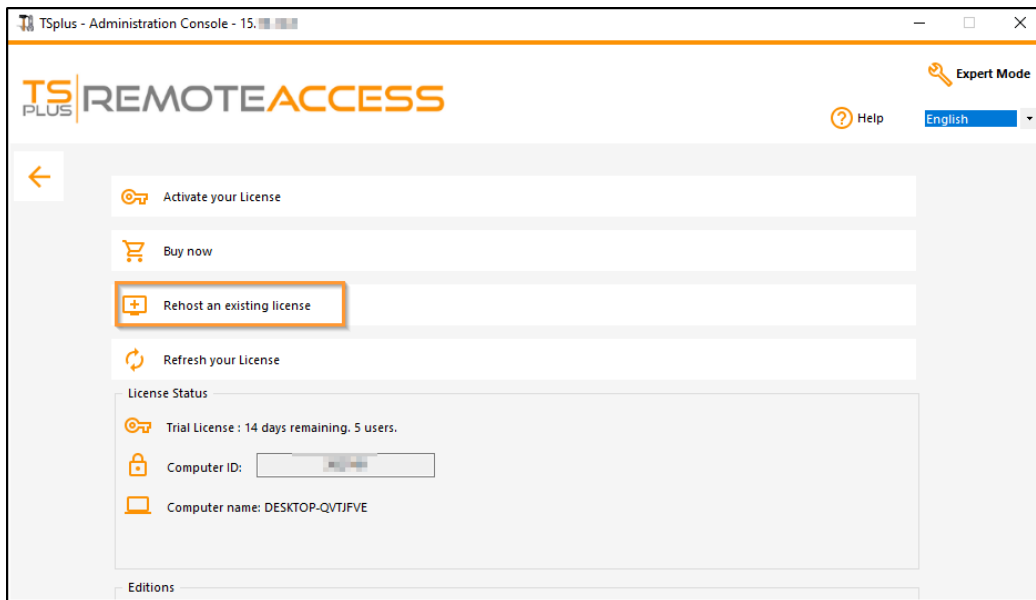 TSplus - Administration Console - 15.
Expert Mode
TS PLUS REMOTEACCESS
Help
English
Activate your License
Buy now
Rehost an existing license
Refresh your License
License Status
Trial License : 14 days remaining. 5 users.
Computer ID:
Computer name: DESKTOP-QVTJFVE
Editions